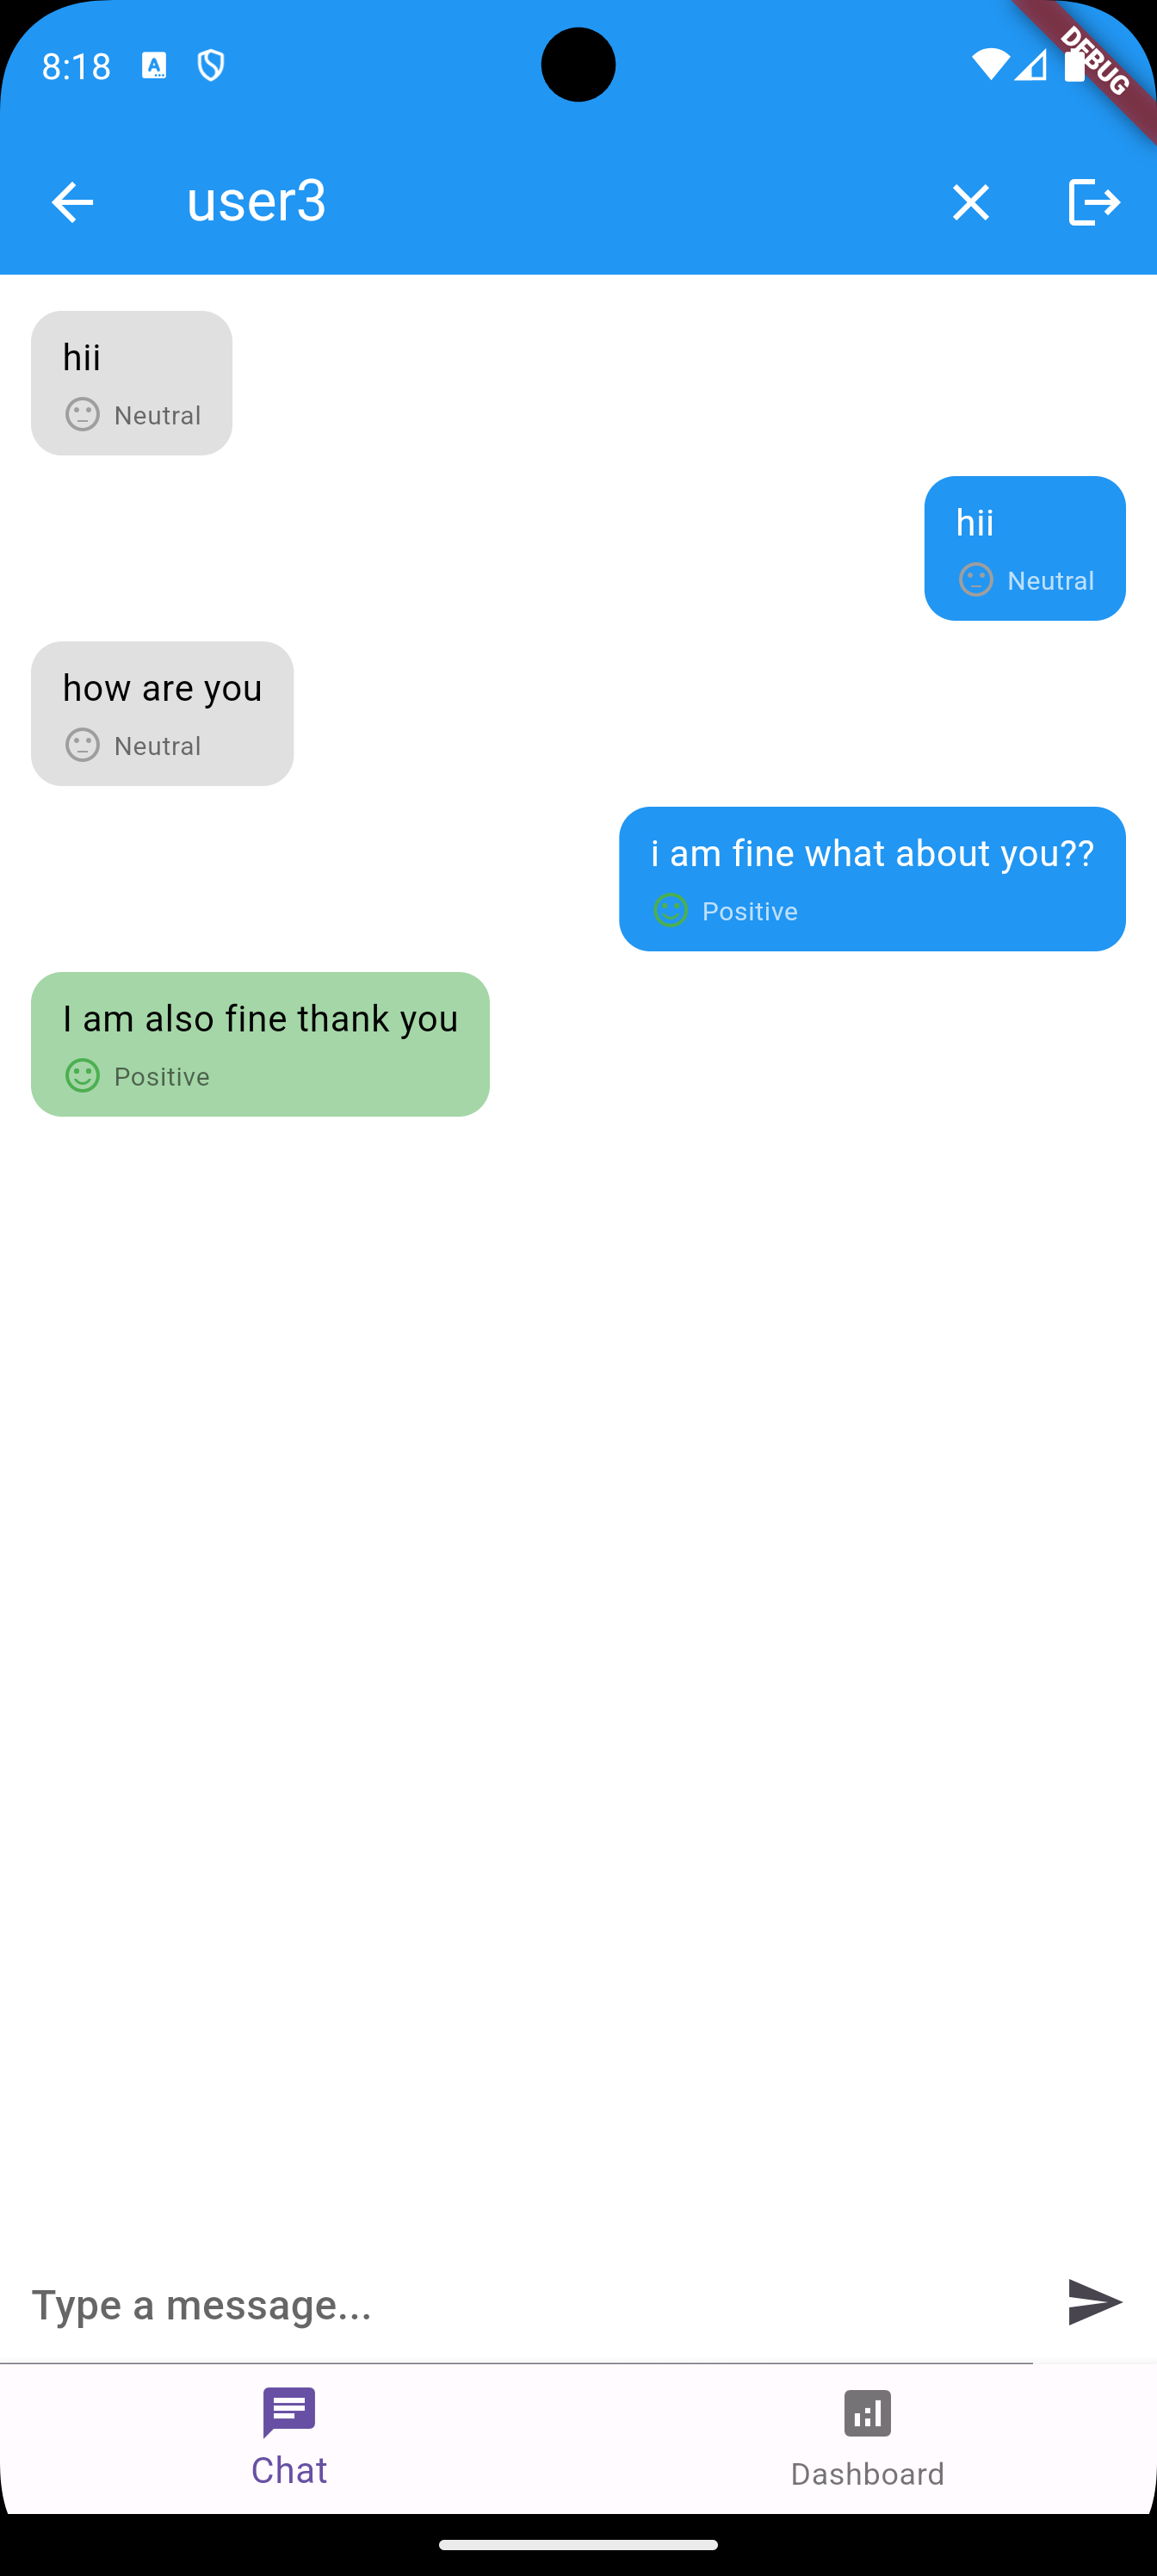 8:18
DEBUG
user3
hii
Neutral
hii
Neutral
how are you
Neutral
i am fine what about you??
Positive
I am also fine thank you
Positive
Type a message...
Chat
Dashboard